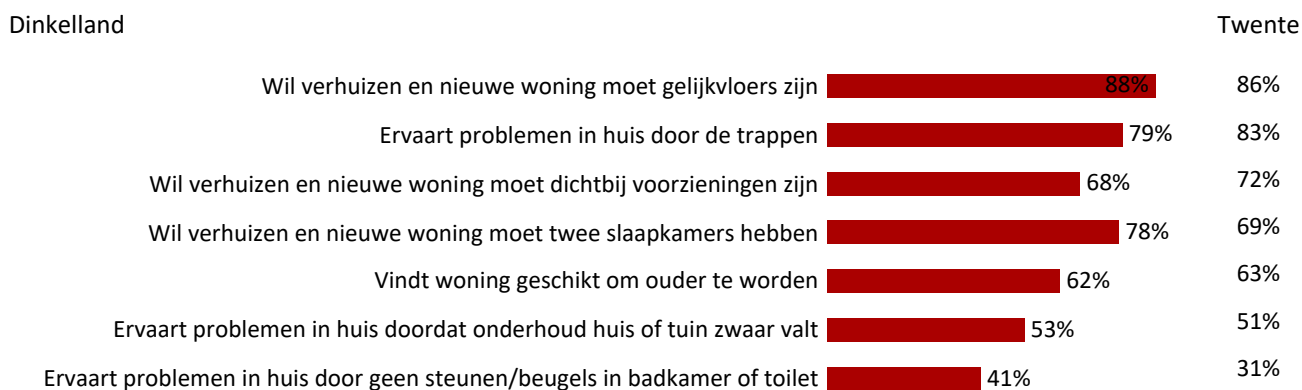 Dinkelland Twente
Wil verhuizen en nieuwe woning moet gelijkvloers zijn 88% 86%
Ervaart problemen in huis door de trappen 79% 83%
Wil verhuizen en nieuwe woning moet dichtbij voorzieningen zijn 68% 72%
Wil verhuizen en nieuwe woning moet twee slaapkamers hebben 78% 69%
Vindt woning geschikt om ouder te worden 62% 63%
Ervaart problemen in huis doordat onderhoud huis of tuin zwaar valt 53% 51%
Ervaart problemen in huis door geen steunen/beugels in badkamer of toilet 41% 31%